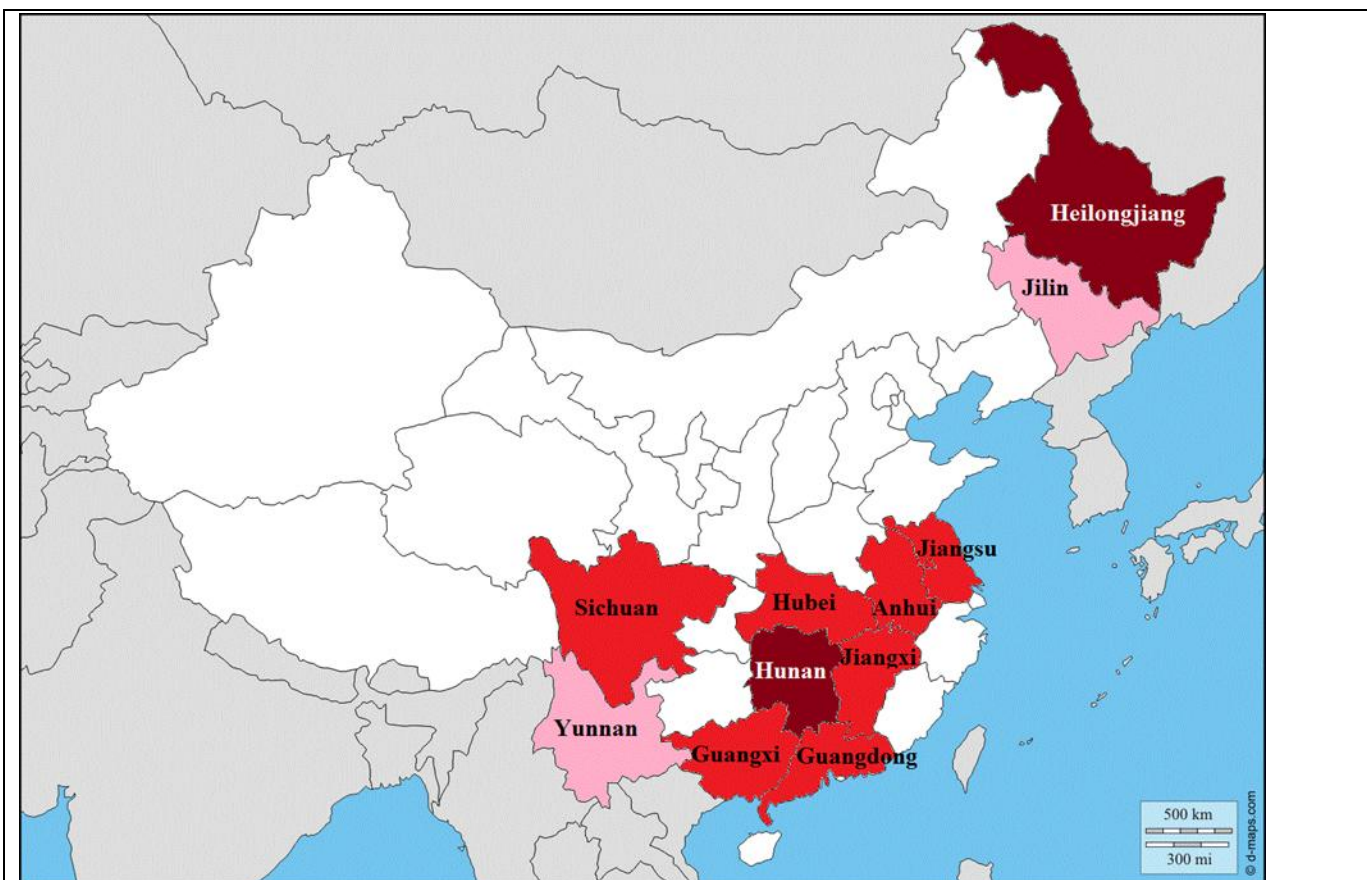 Heilongjiang
Jilin
Jiangsu
Sichuan
Hubei
Anhui
Jiangxi
Hunan
Yunnan
Guangxi
Guangdong
500 km
300 mi
© d-maps.com